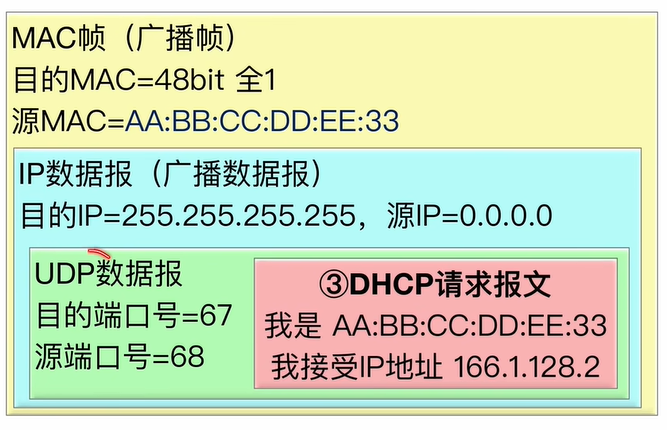 MAC帧（广播帧）
目的MAC=48bit 全1
源MAC=AA:BB:CC:DD:EE:33
IP数据报（广播数据报）
目的IP=255.255.255.255，源IP=0.0.0.0
UDP数据报
目的端口号=67
源端口号=68
③DHCP请求报文
我是 AA:BB:CC:DD:EE:33
我接受IP地址 166.1.128.2